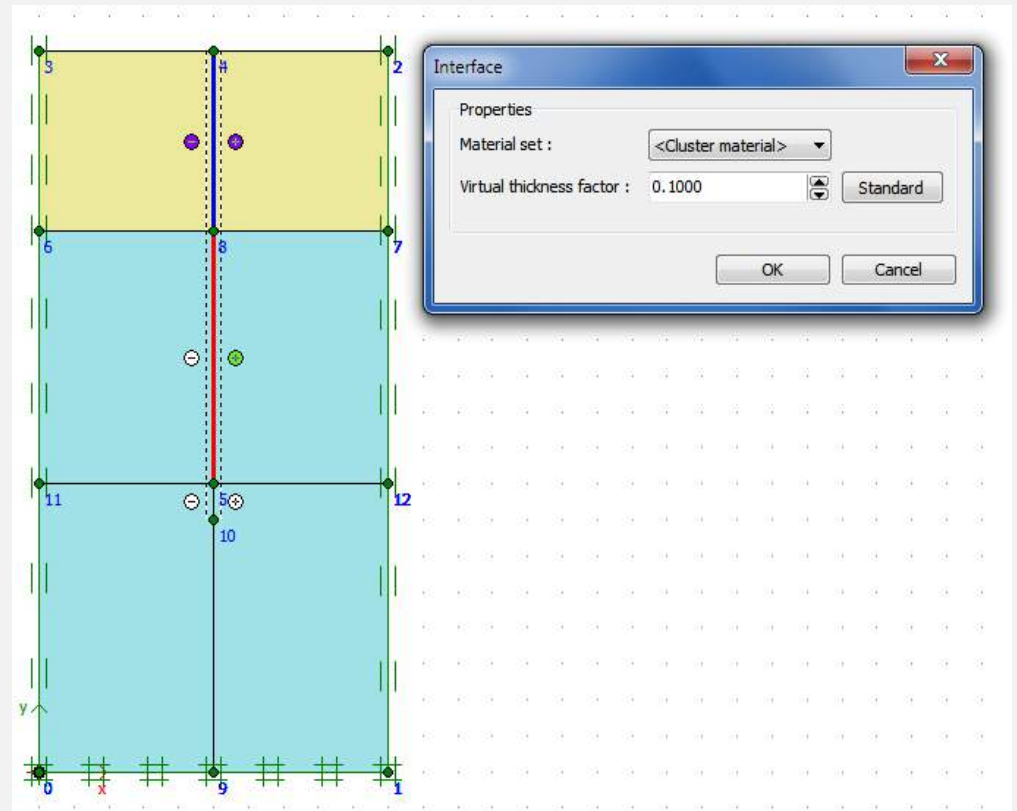 3
4
2
Interface
Properties
Material set :
<Cluster material>
Virtual thickness factor :
0.1000
Standard
OK
Cancel
6
8
7
11
5
12
10
y
0
x
9
1